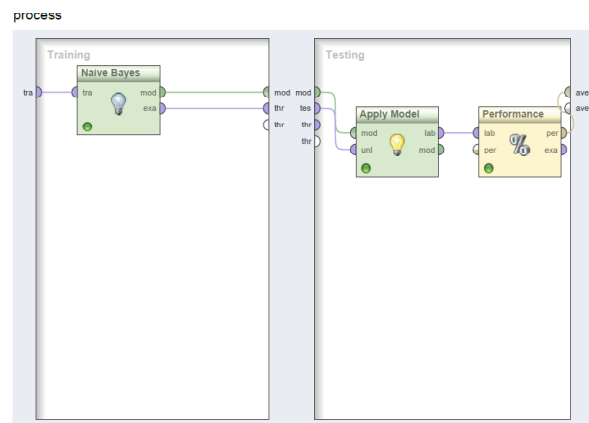 process
Training
Testing
Naive Bayes
tra
tra
mod
exa
mod
thr
thr
mod
tes
thr
thr
Apply Model
mod
unl
lab
mod
Performance
lab
per
per
exa
%
ave
ave